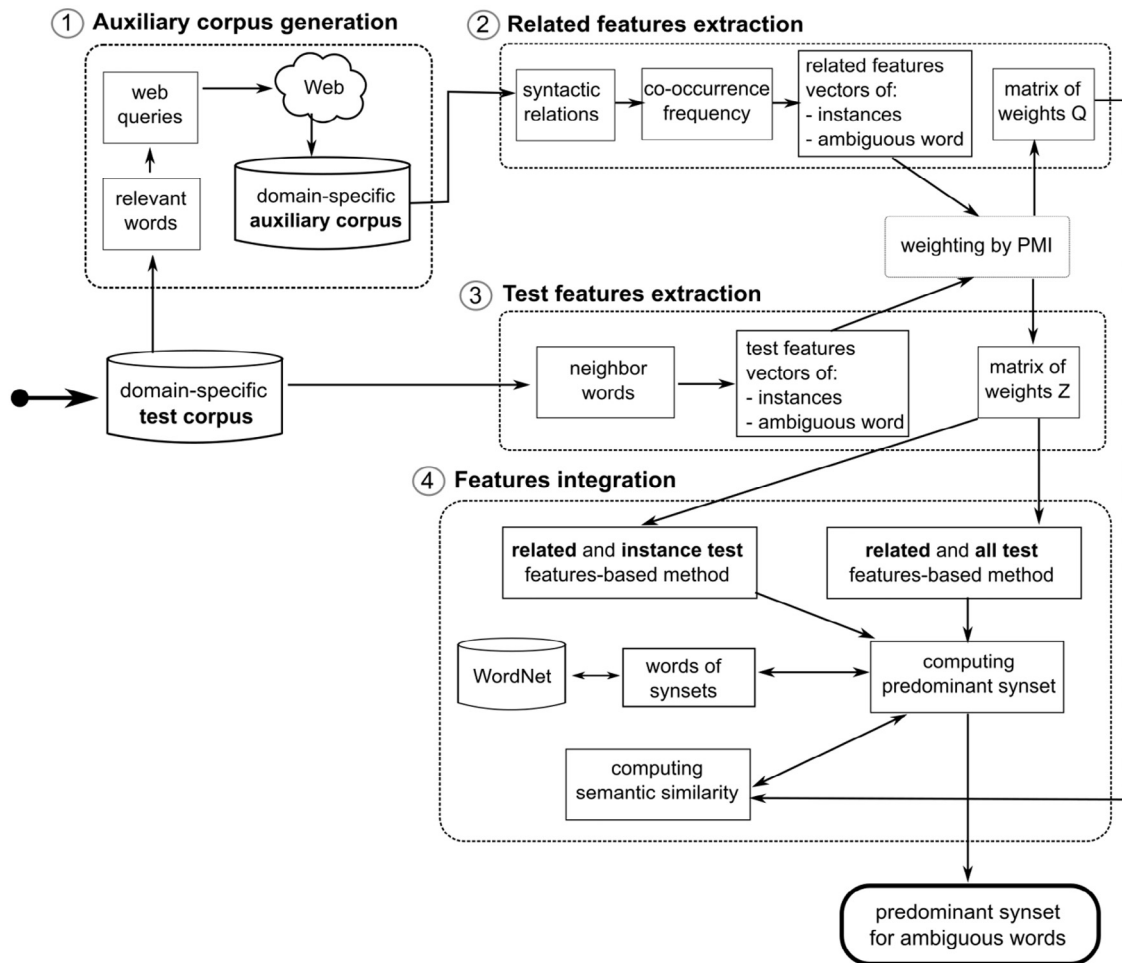 1 Auxiliary corpus generation
web
queries
Web
relevant
words
domain-specific
auxiliary corpus
2 Related features extraction
syntactic
relations
co-occurrence
frequency
related features
vectors of:
- instances
- ambiguous word
matrix of
weights Q
weighting by PMI
domain-specific
test corpus
3 Test features extraction
neighbor
words
test features
vectors of:
- instances
- ambiguous word
matrix of
weights Z
4 Features integration
related and instance test
features-based method
related and all test
features-based method
WordNet
words of
synsets
computing
predominant synset
computing
semantic similarity
predominant synset
for ambiguous words